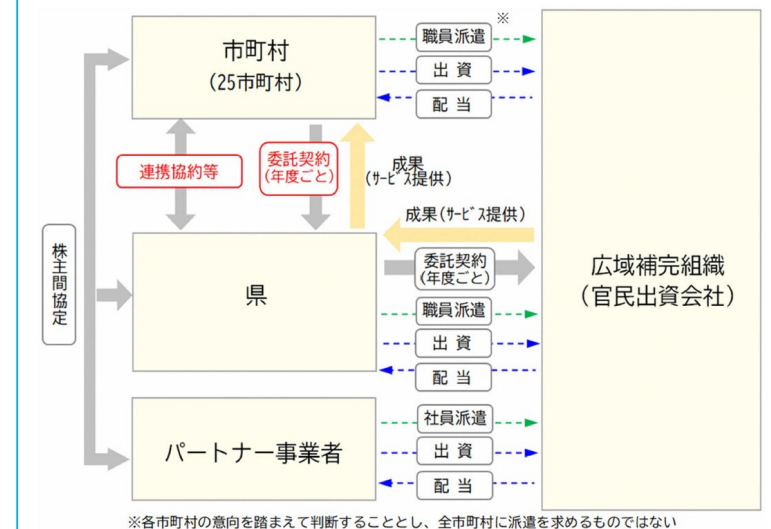 市町村
(25市町村)
※
職員派遣
出 資
配 当
連携協約等
委託契約
(年度ごと)
成果
(ｻｰﾋﾞｽ提供)
成果(ｻｰﾋﾞｽ提供)
株主間協定
県
委託契約
(年度ごと)
職員派遣
出 資
配 当
広域補完組織
(官民出資会社)
パートナー事業者
社員派遣
出 資
配 当
※各市町村の意向を踏まえて判断することとし、全市町村に派遣を求めるものではない